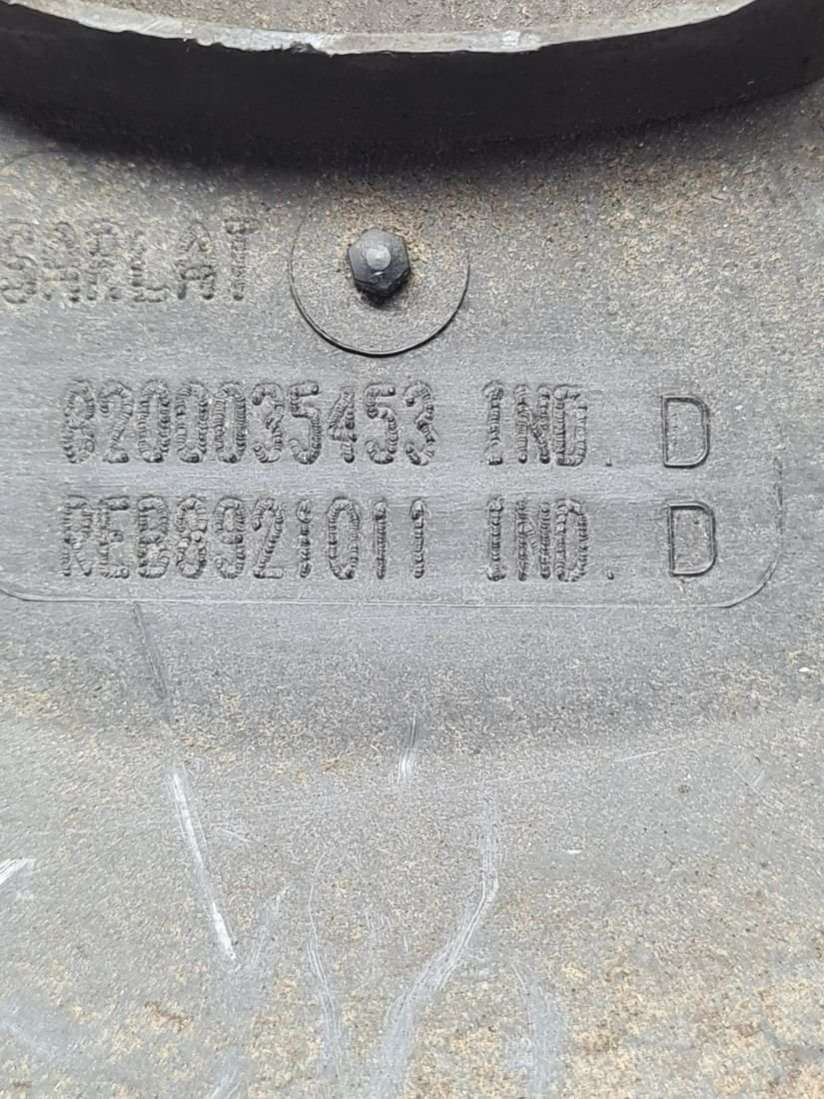 SARLAT
8200035453 IND. D
REB8921011 IND. D